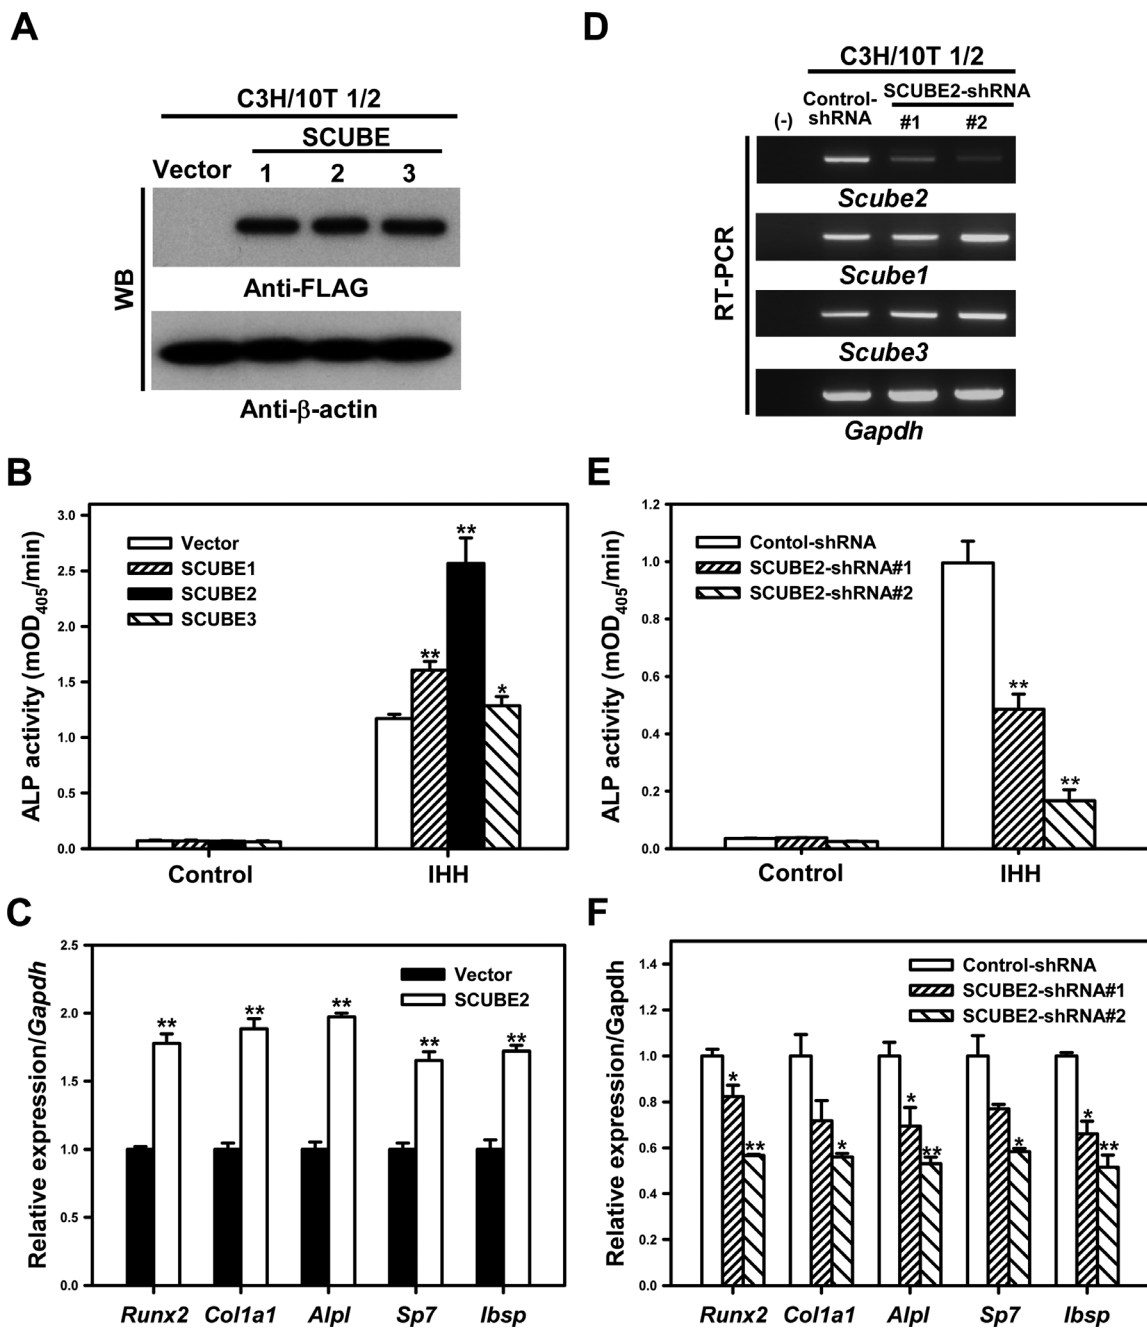 A
C3H/10T 1/2
SCUBE
Vector 1 2 3
WB
Anti-FLAG
Anti-β-actin
D
C3H/10T 1/2
Control-shRNA
SCUBE2-shRNA
(-)
#1 #2
RT-PCR
Scube2
Scube1
Scube3
Gapdh
B
ALP activity (mOD405/min)
3.0
2.5
2.0
1.5
1.0
0.5
0.0
Vector
SCUBE1
SCUBE2
SCUBE3
**
**
*
Control IHH
E
ALP activity (mOD405/min)
1.2
1.0
0.8
0.6
0.4
0.2
0.0
Contol-shRNA
SCUBE2-shRNA#1
SCUBE2-shRNA#2
**
**
Control IHH
C
Relative expression/Gapdh
2.5
2.0
1.5
1.0
0.5
0.0
Vector
SCUBE2
** ** ** ** **
Runx2 Col1a1 Alpl Sp7 Ibsp
F
Relative expression/Gapdh
1.4
1.2
1.0
0.8
0.6
0.4
0.2
0.0
Control-shRNA
SCUBE2-shRNA#1
SCUBE2-shRNA#2
* ** * * ** * * **
Runx2 Col1a1 Alpl Sp7 Ibsp